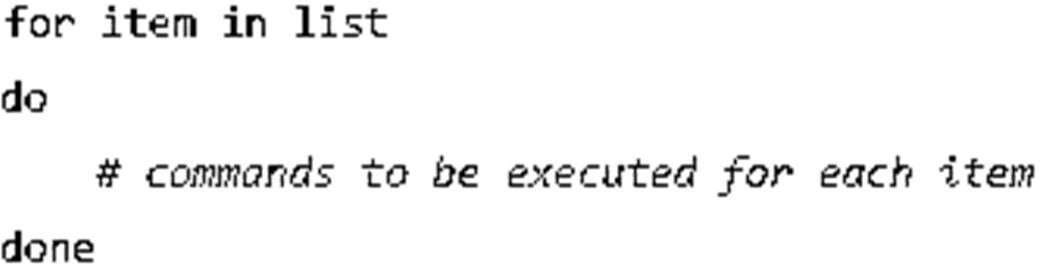 for item in list
do
    # commands to be executed for each item
done